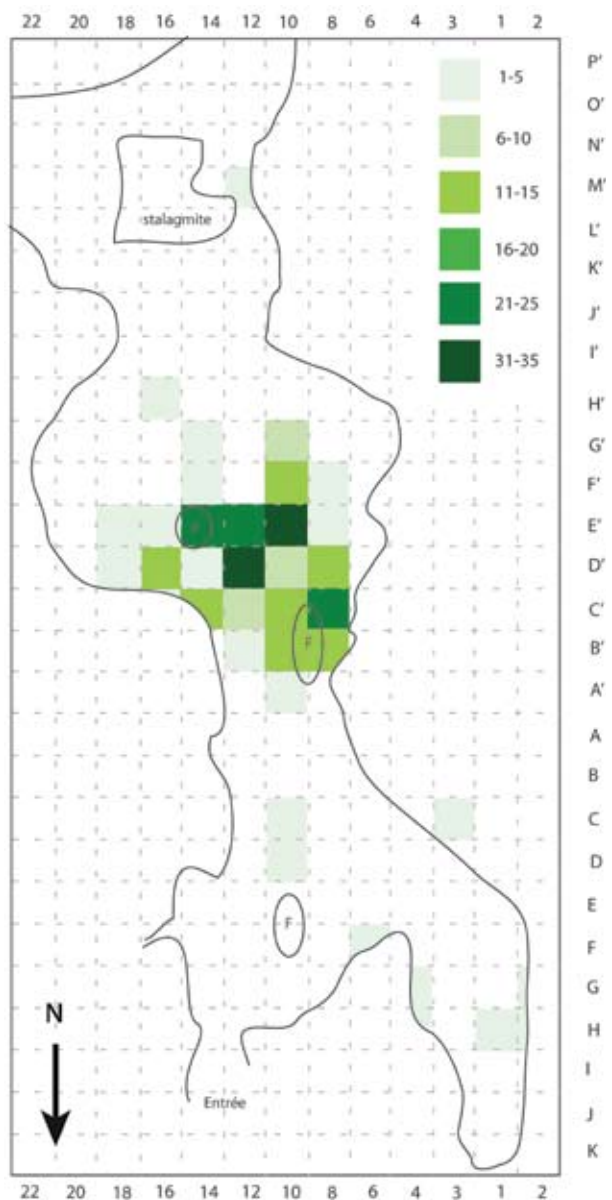 22 20 18 16 14 12 10 8 6 4 3 1 2
P'
1-5
O'
6-10
N'
11-15
M'
stalagmite
16-20
L'
K'
21-25
J'
31-35
I'
H'
G'
F'
E'
D'
C'
F
B'
A'
A
B
C
D
E
F
F
G
N
H
I
Entrée
J
K
22 20 18 16 14 12 10 8 6 4 3 1 2